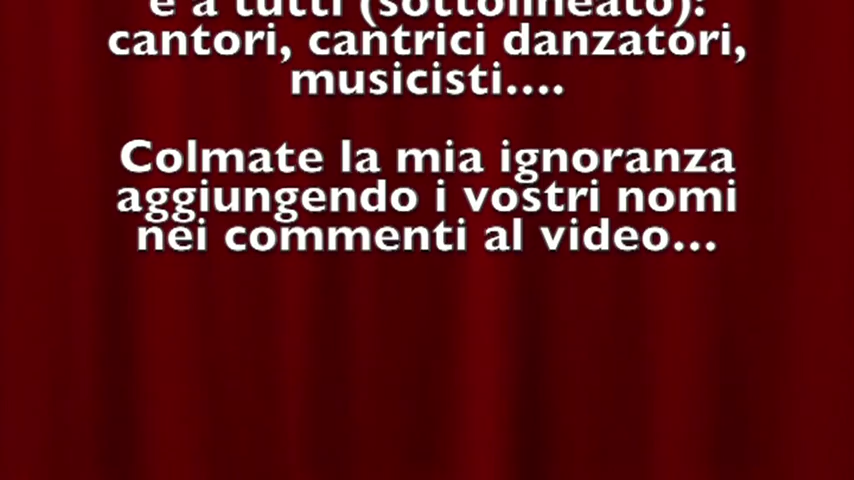 e a tutti (sottolineato):
cantori, cantrici danzatori,
musicisti....
Colmate la mia ignoranza
aggiungendo i vostri nomi
nei commenti al video...